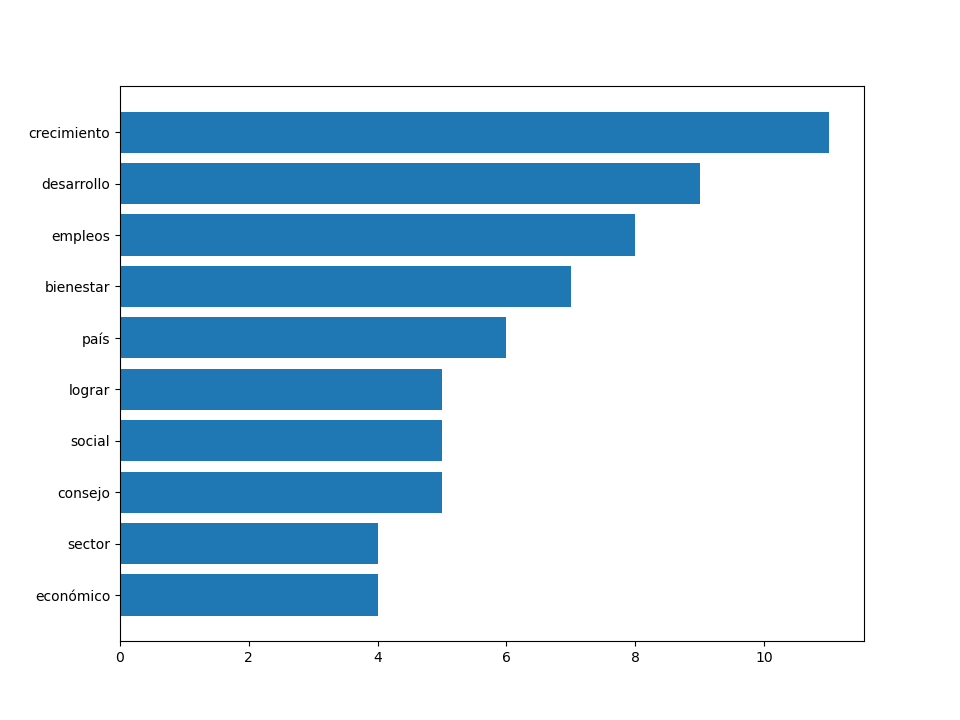 crecimiento
desarrollo
empleos
bienestar
país
lograr
social
consejo
sector
económico
0 2 4 6 8 10